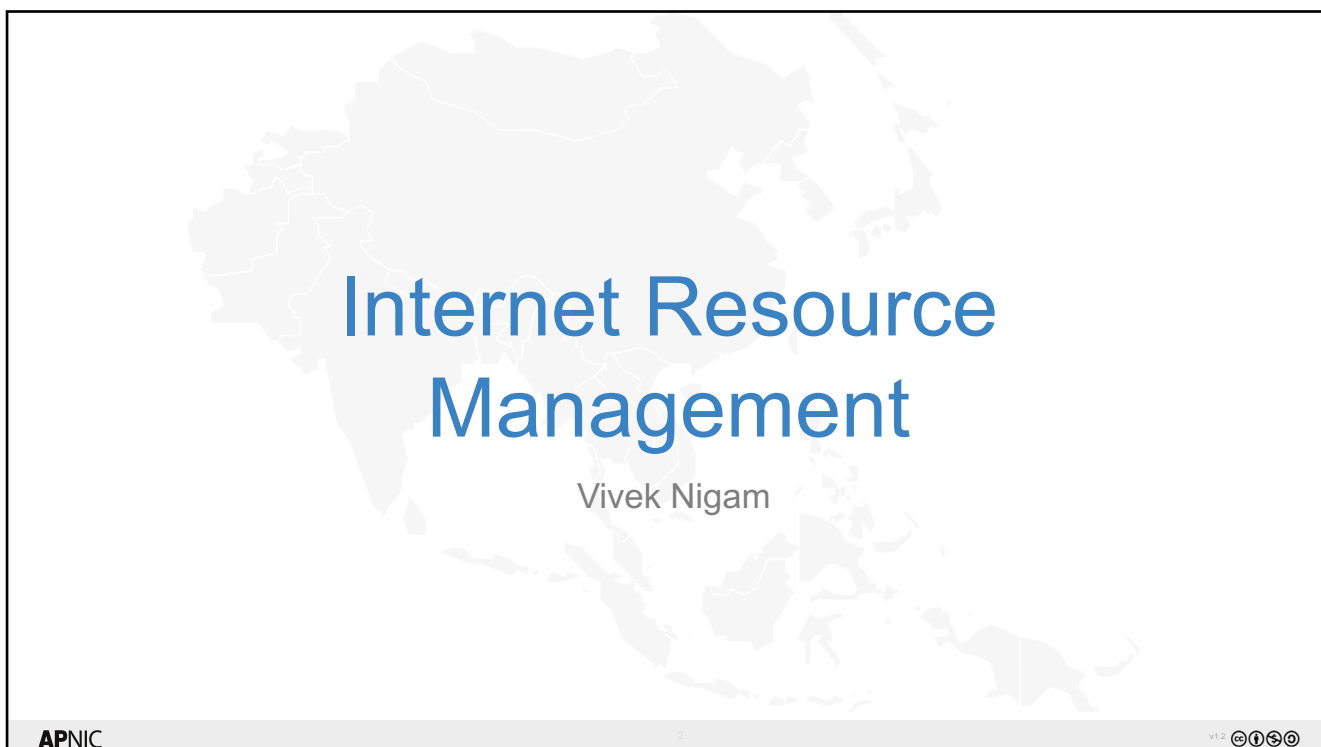 Internet Resource
Management
Vivek Nigam
APNIC
2
v1.2